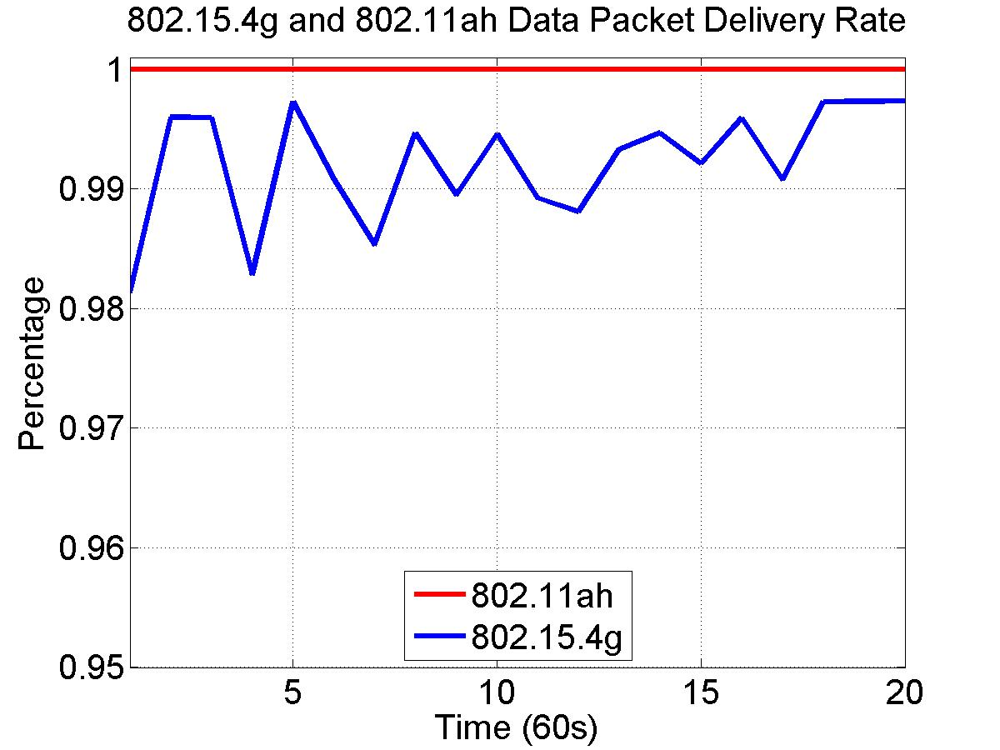 802.15.4g and 802.11ah Data Packet Delivery Rate
1
0.99
0.98
0.97
0.96
0.95
Percentage
802.11ah
802.15.4g
5 10 15 20
Time (60s)